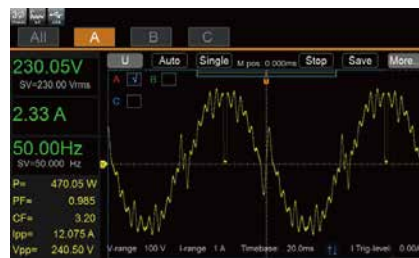 All A B C
230.05V
SV=230.00 Vrms
2.33 A
50.00Hz
SV=50.000 Hz
P= 470.05 W
PF= 0.985
CF= 3.20
Ipp= 12.075 A
Vpp= 240.50 V
U Auto Single M pos: 0.000ms Stop Save More..
A √ B
C
V-range 100 V I-range 1 A Timebase 20.0ms ↑↓ I Trig-level 0.00A